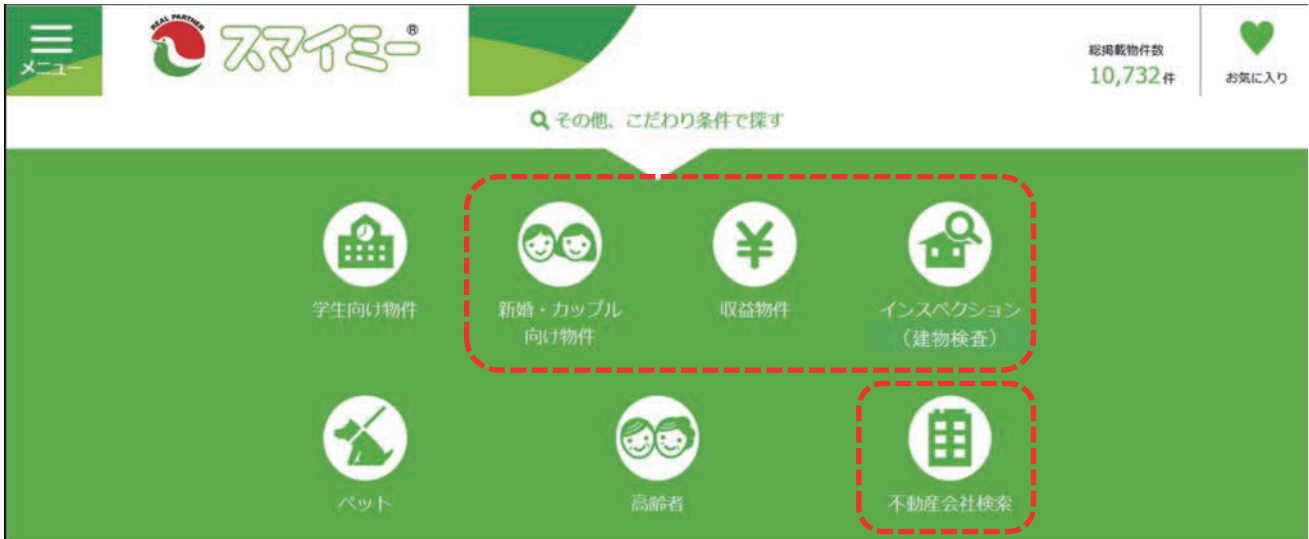 REAL PARTNER
スマイミー®
メニュー
総掲載物件数
10,732件
お気に入り
その他、こだわり条件で探す
学生向け物件
新婚・カップル
向け物件
¥
収益物件
インスペクション
（建物検査）
ペット
高齢者
不動産会社検索